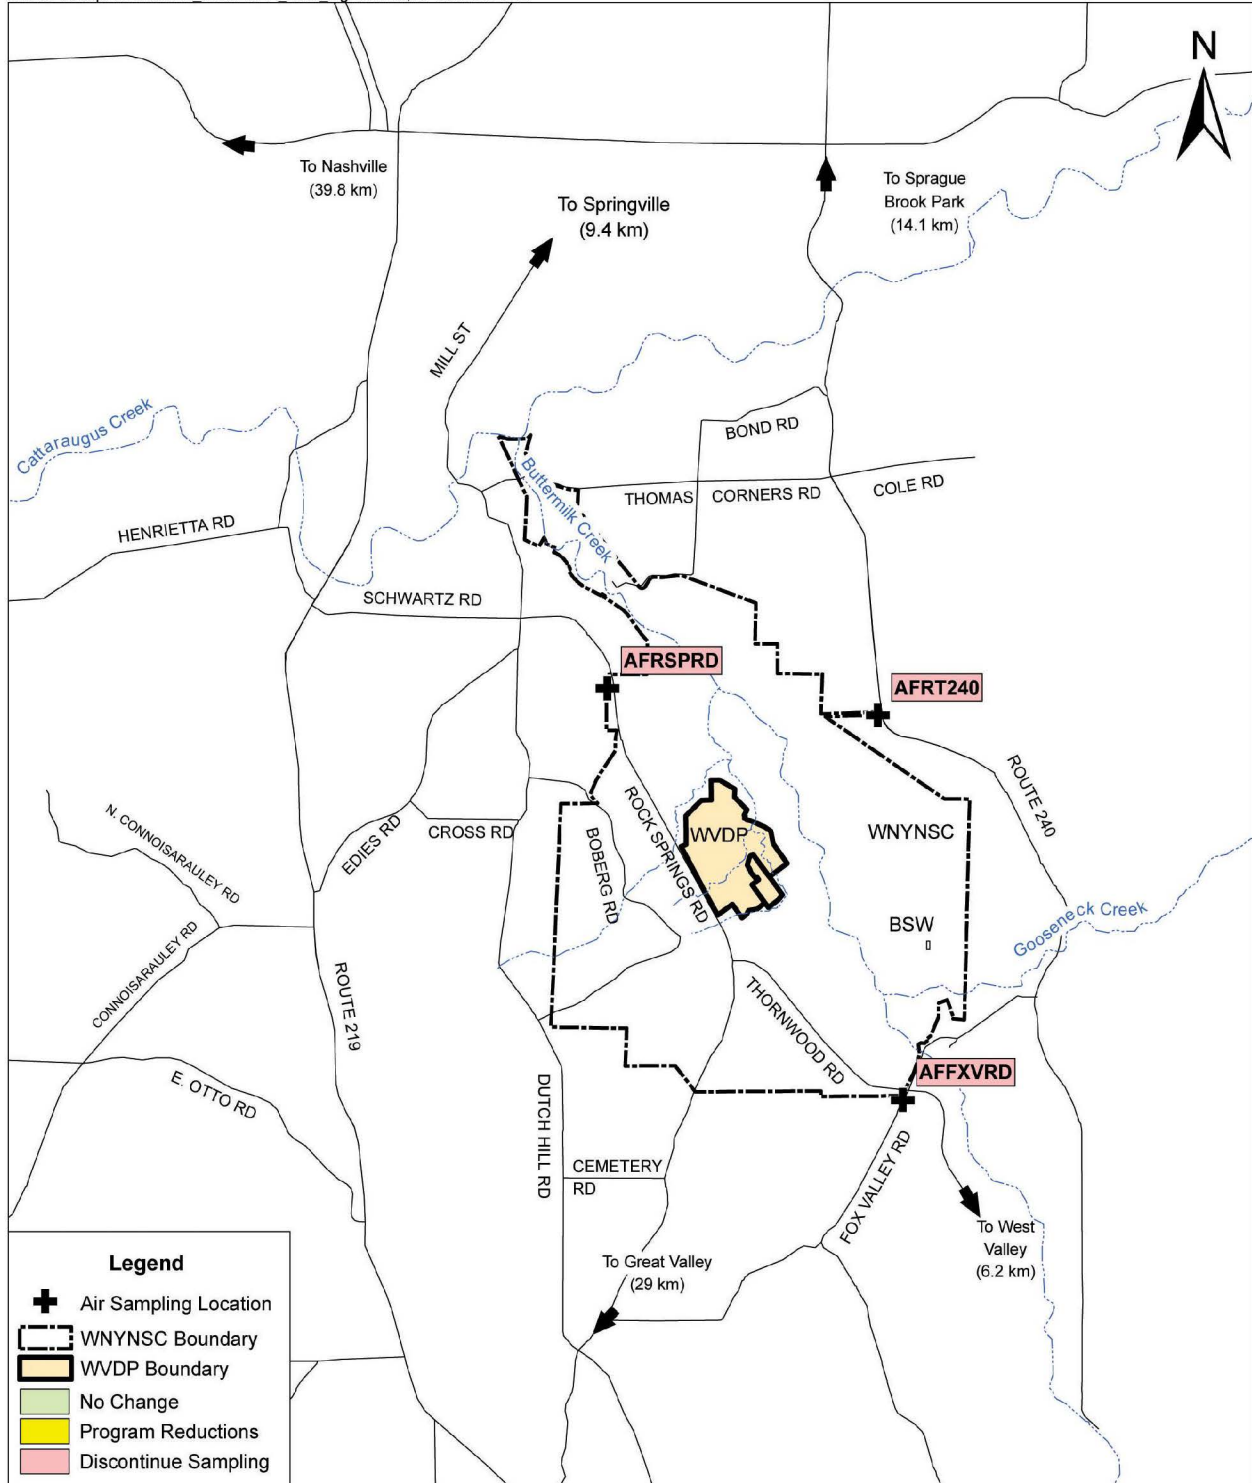 N
To Nashville
(39.8 km)
To Springville
(9.4 km)
To Sprague
Brook Park
(14.1 km)
MILL ST
Cattaraugus Creek
BOND RD
Buttermilk Creek
THOMAS CORNERS RD
COLE RD
HENRIETTA RD
SCHWARTZ RD
AFRSPRD
AFRT240
ROUTE 240
N. CONNOISARAULEY RD
EDIES RD
CROSS RD
BOBERG RD
ROCK SPRINGS RD
WVDP
WNYNSC
BSW
Gooseneck Creek
CONNOISARAULEY RD
ROUTE 219
THORNWOOD RD
AFFXVRD
E. OTTO RD
DUTCH HILL RD
CEMETERY
RD
FOX VALLEY RD
To West
Valley
(6.2 km)
To Great Valley
(29 km)
Legend
Air Sampling Location
WNYNSC Boundary
WVDP Boundary
No Change
Program Reductions
Discontinue Sampling